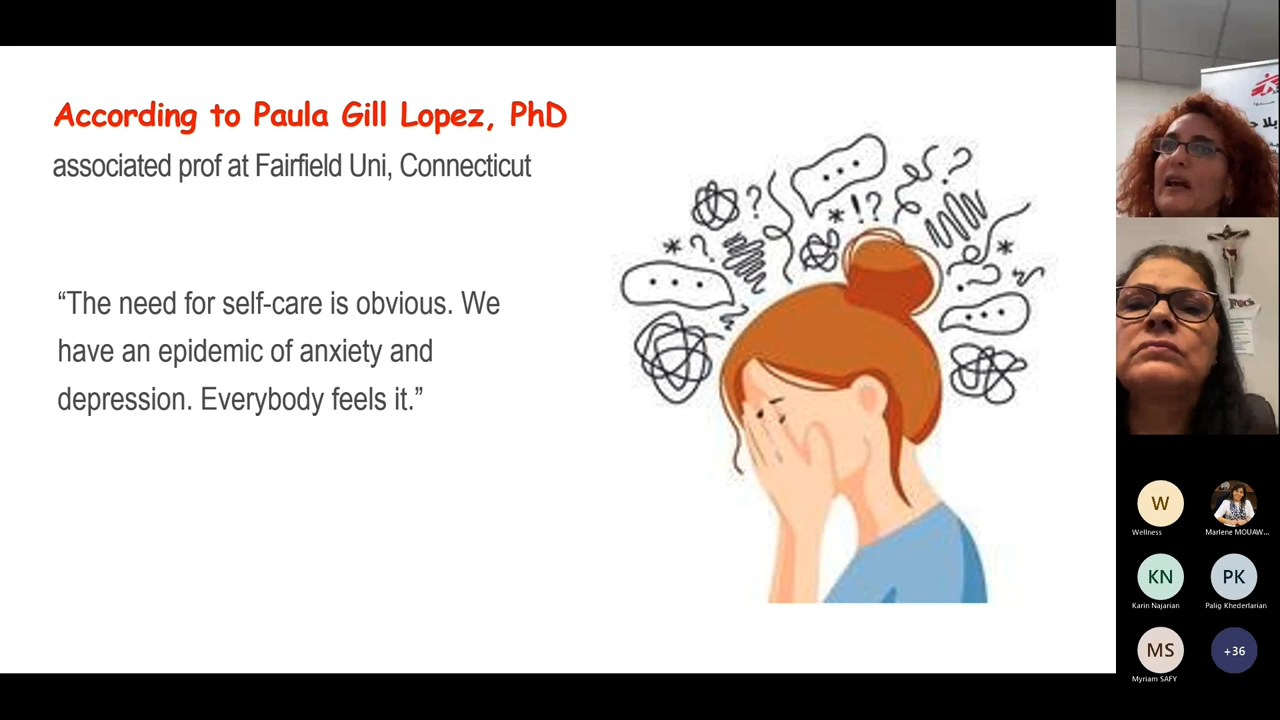 According to Paula Gill Lopez, PhD
associated prof at Fairfield Uni, Connecticut
“The need for self-care is obvious. We
have an epidemic of anxiety and
depression. Everybody feels it.”
بلا حـ
W
Wellness
Marlene MOUAW...
KN
Karin Najarian
PK
Palig Khederlarian
MS
Myriam SAFY
+36